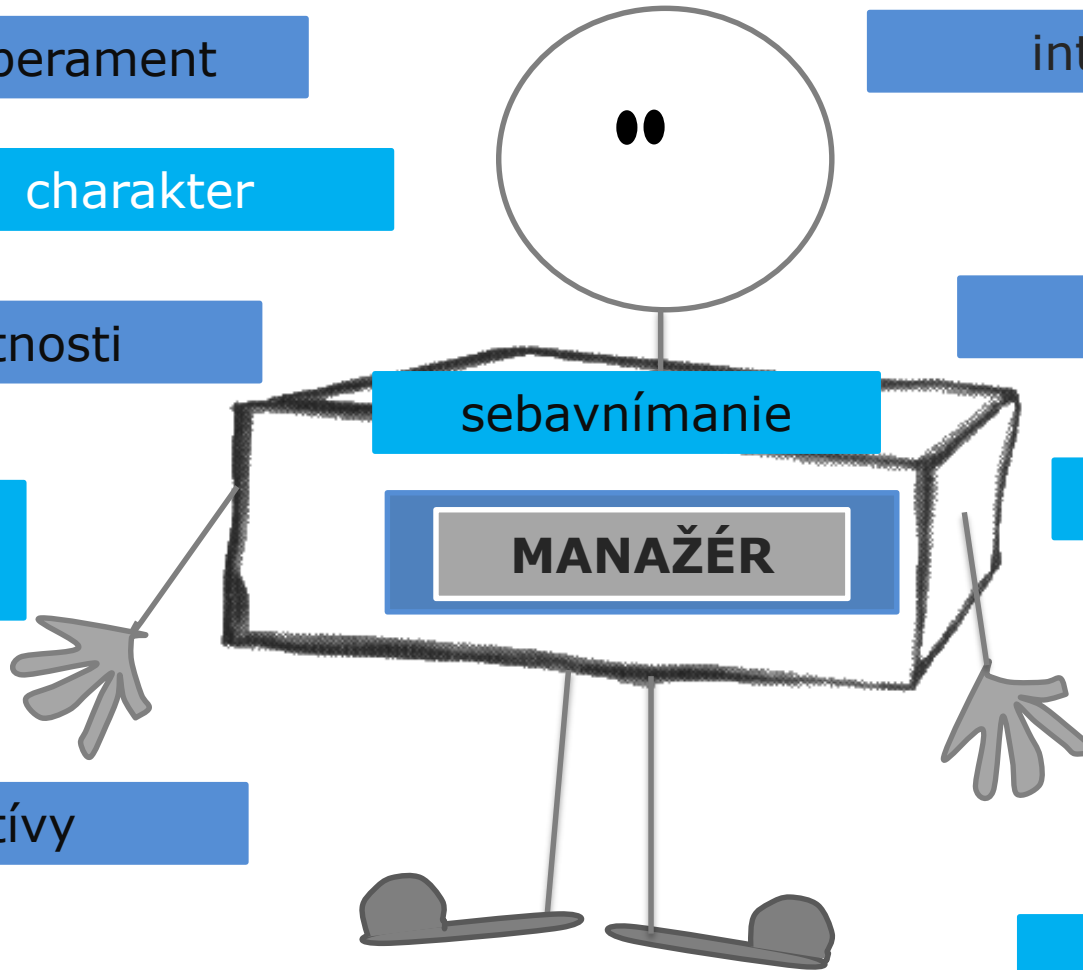 perament
int
charakter
tnosti
sebavnímanie
MANAŽÉR
tívy